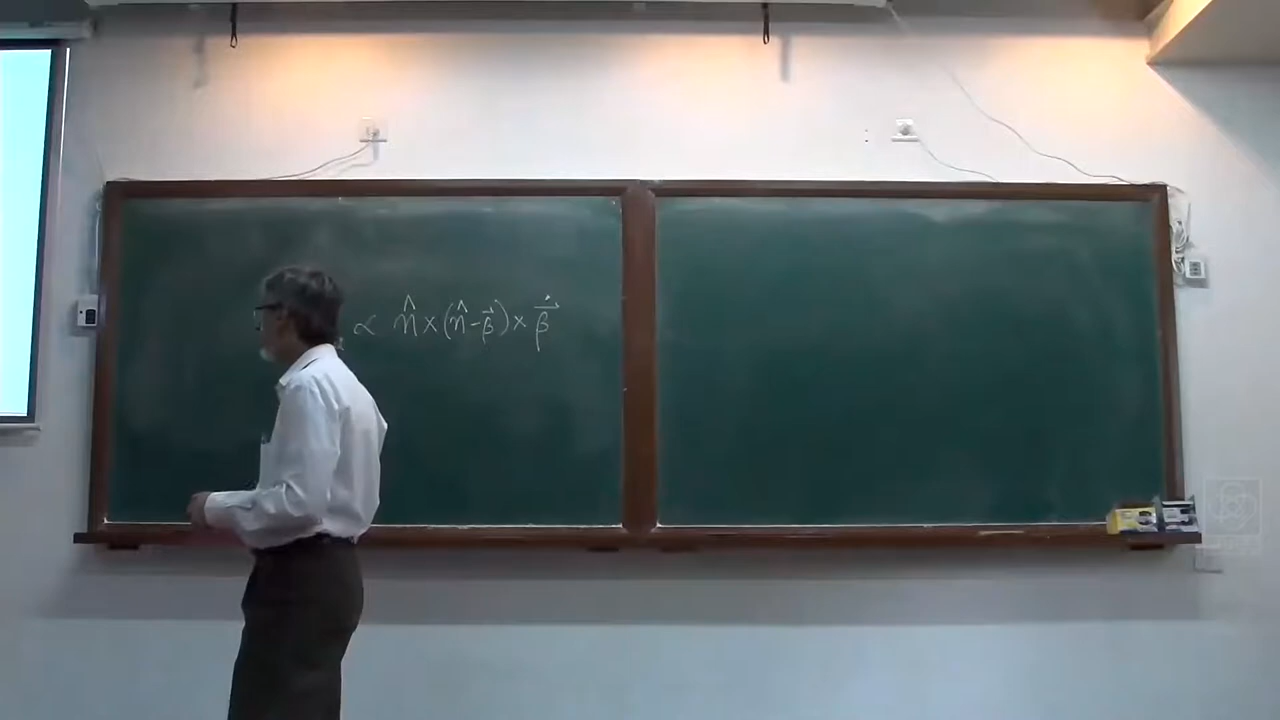 ∝ n̂ × (n̂ − β⃗) × β⃗̇